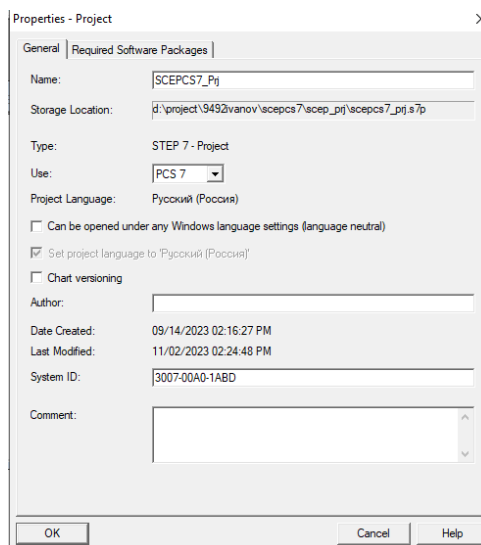 Properties - Project
General Required Software Packages
Name: SCEPCS7_Prj
Storage Location: d:\project\9492ivanov\scepcs7\scep_prj\scepcs7_prj.s7p
Type: STEP 7 - Project
Use: PCS 7
Project Language: Русский (Россия)
Can be opened under any Windows language settings (language neutral)
Set project language to 'Русский (Россия)'
Chart versioning
Author:
Date Created: 09/14/2023 02:16:27 PM
Last Modified: 11/02/2023 02:24:48 PM
System ID: 3007-00A0-1ABD
Comment:
OK Cancel Help